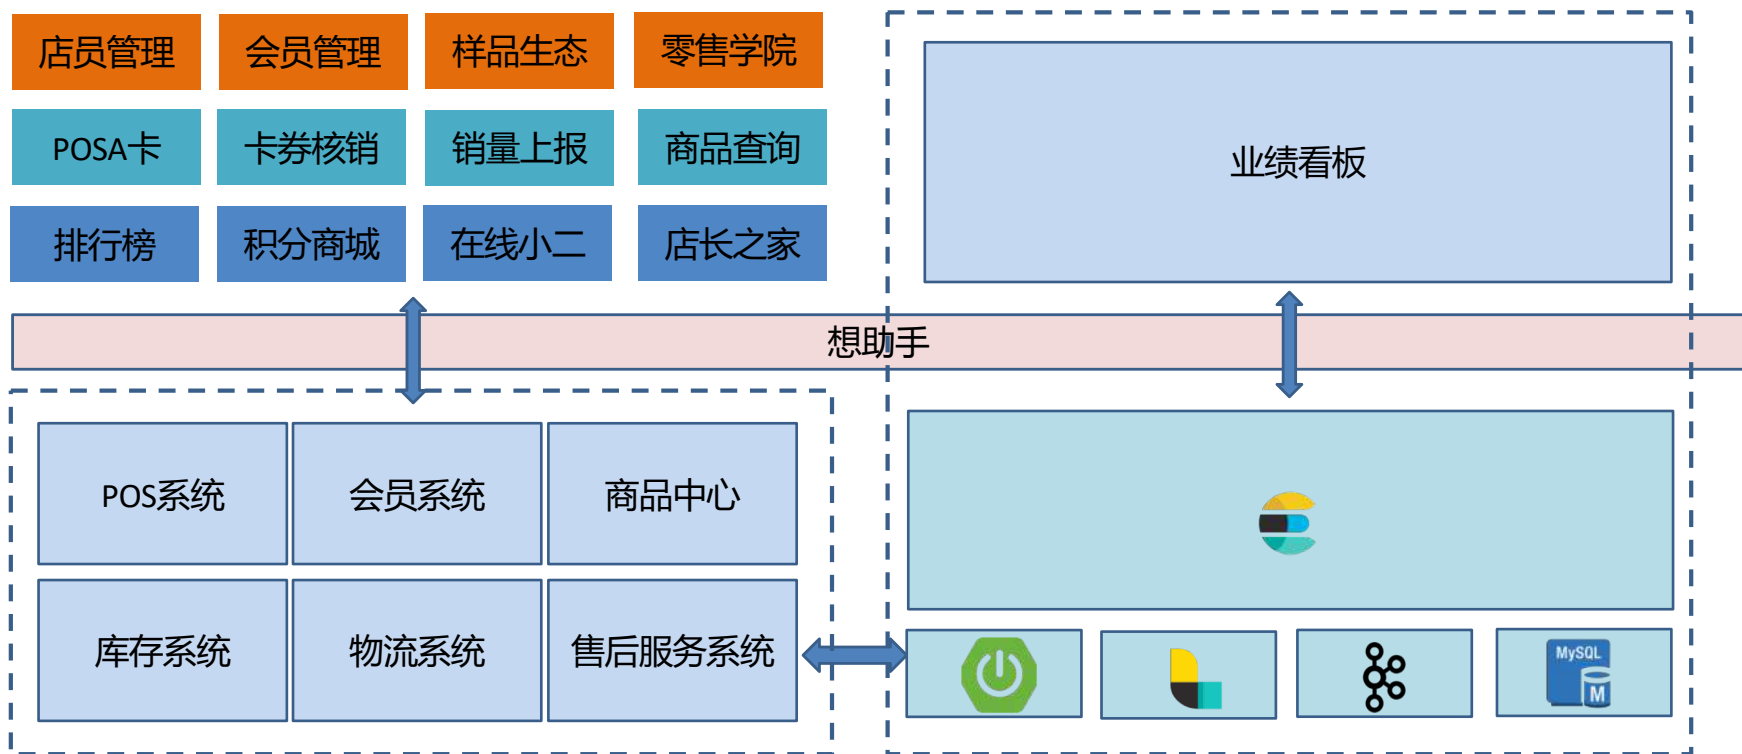 店员管理
会员管理
样品生态
零售学院
POSA卡
卡券核销
销量上报
商品查询
排行榜
积分商城
在线小二
店长之家
业绩看板
想助手
POS系统
会员系统
商品中心
库存系统
物流系统
售后服务系统
MySQL
M